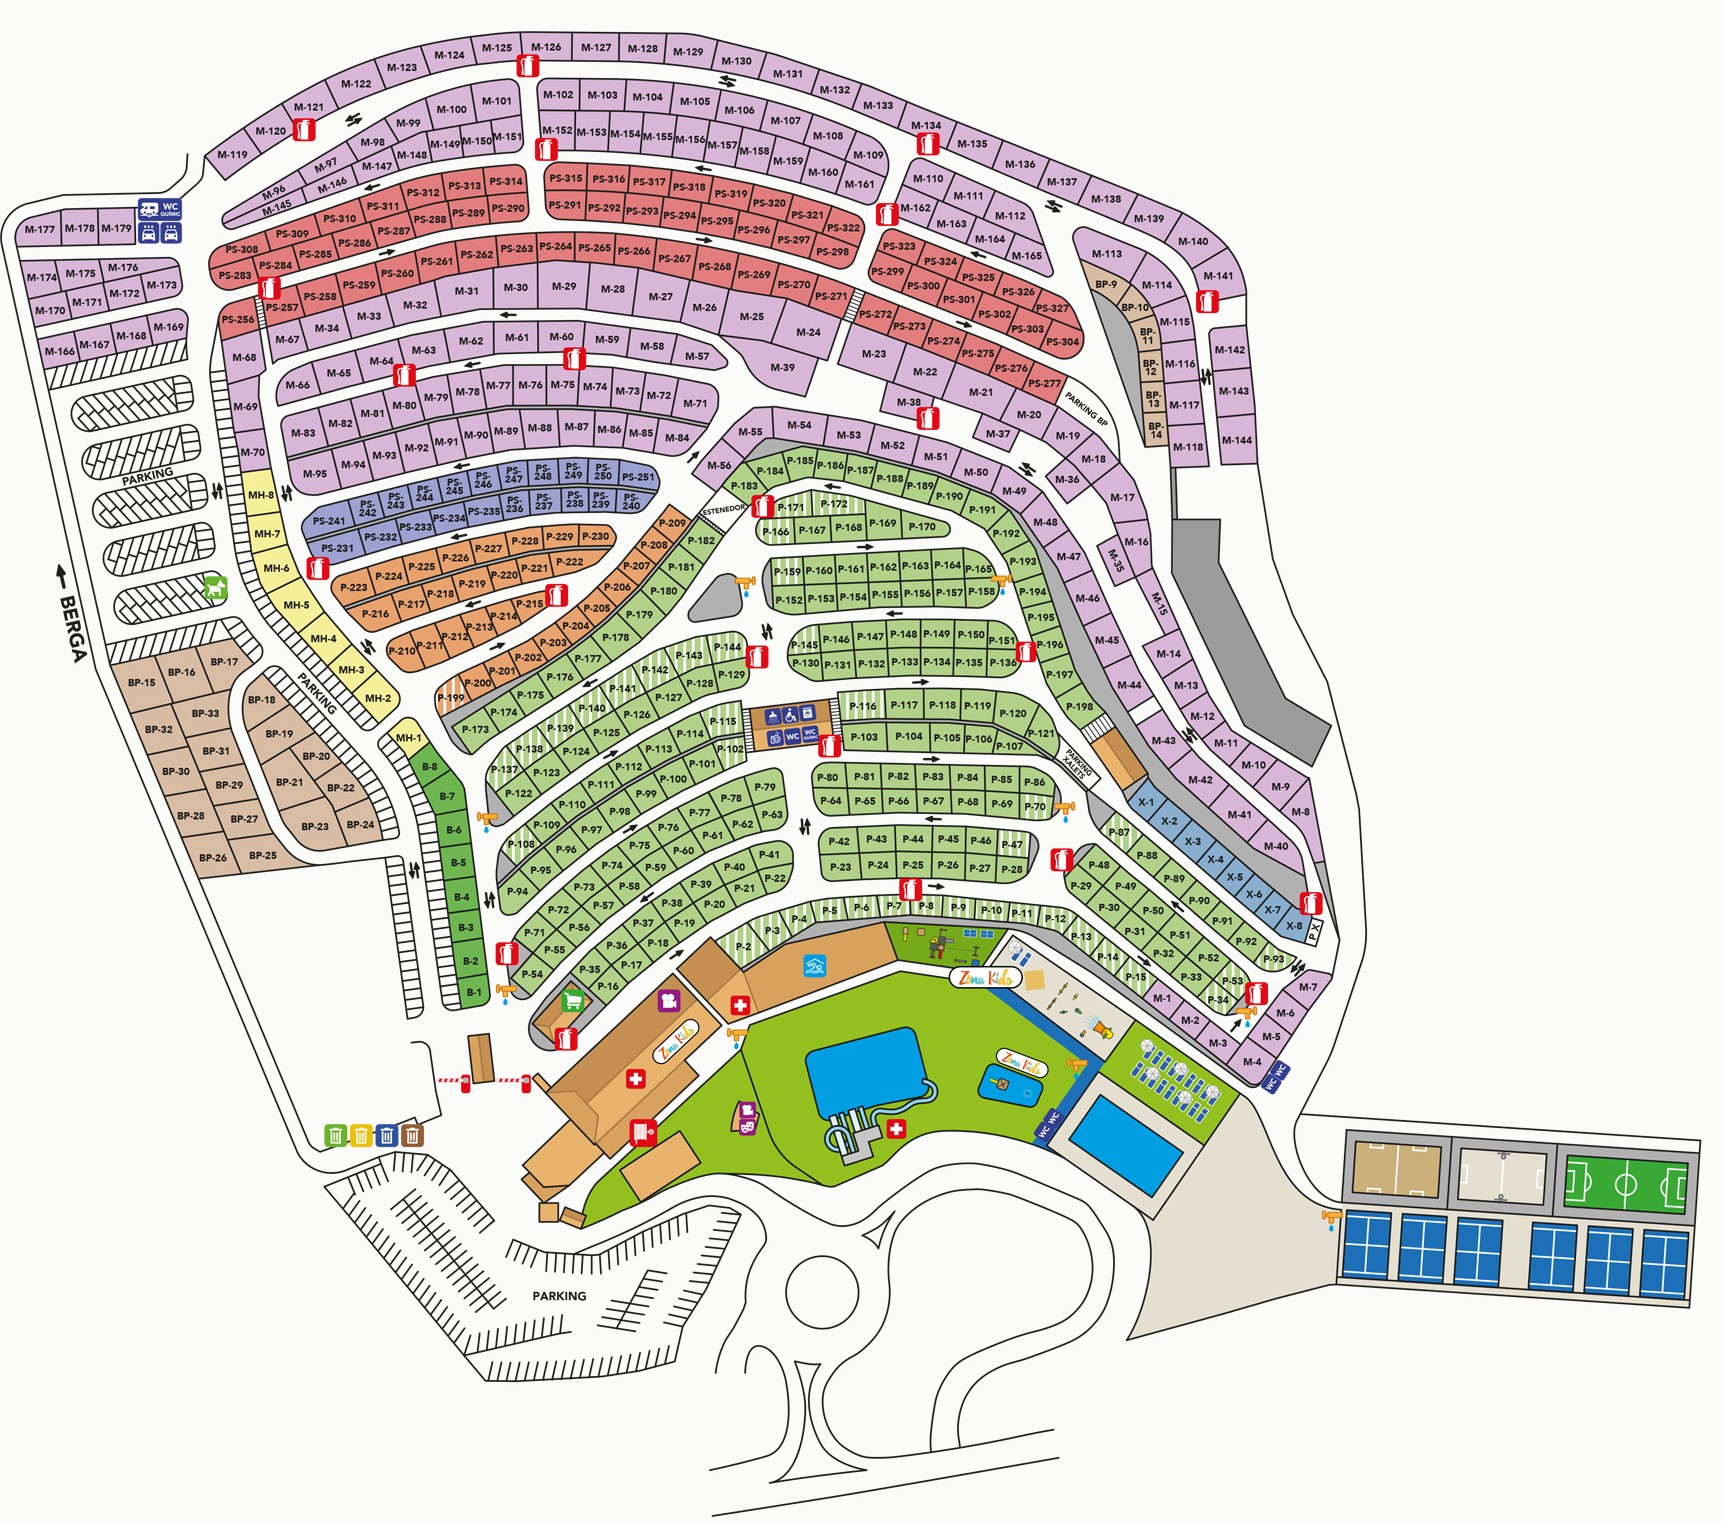 M-119 M-120 M-121 M-122 M-123 M-124 M-125 M-126 M-127 M-128 M-129 M-130 M-131 M-132 M-133 M-134 M-135 M-136 M-137 M-138 M-139 M-140 M-141
M-142
M-143
M-144
M-96 M-97 M-98 M-99 M-100 M-101
M-102 M-103 M-104 M-105 M-106 M-107 M-108 M-109
M-145 M-146 M-147 M-148 M-149 M-150 M-151
M-152 M-153 M-154 M-155 M-156 M-157 M-158 M-159 M-160 M-161
M-110 M-111 M-112
M-162 M-163 M-164 M-165
M-113 M-114 M-115 M-116 M-117 M-118
BP-9 BP-10 BP-11 BP-12 BP-13 BP-14
WC
QUÍMIC
M-177 M-178 M-179
M-174 M-175 M-176
M-170 M-171 M-172 M-173
M-166 M-167 M-168 M-169
PS-308 PS-309 PS-310 PS-311 PS-312 PS-313 PS-314
PS-283 PS-284 PS-285 PS-286 PS-287 PS-288 PS-289 PS-290
PS-315 PS-316 PS-317 PS-318 PS-319 PS-320 PS-321 PS-322
PS-291 PS-292 PS-293 PS-294 PS-295 PS-296 PS-297 PS-298
PS-323 PS-324 PS-325 PS-326 PS-327
PS-299 PS-300 PS-301 PS-302 PS-303 PS-304
PS-256 PS-257 PS-258 PS-259 PS-260 PS-261 PS-262 PS-263 PS-264 PS-265 PS-266 PS-267 PS-268 PS-269 PS-270 PS-271
PS-272 PS-273 PS-274 PS-275 PS-276 PS-277
PARKING BP
M-67 M-34 M-33 M-32 M-31 M-30 M-29 M-28 M-27 M-26 M-25 M-24
M-39
M-23 M-22 M-21 M-20 M-19 M-18 M-17 M-16 M-15 M-14 M-13 M-12 M-11 M-10 M-9 M-8
M-38 M-37 M-36 M-35
M-68
M-69
M-70
M-66 M-65 M-64 M-63 M-62 M-61 M-60 M-59 M-58 M-57
M-83 M-82 M-81 M-80 M-79 M-78 M-77 M-76 M-75 M-74 M-73 M-72 M-71
M-95 M-94 M-93 M-92 M-91 M-90 M-89 M-88 M-87 M-86 M-85 M-84
M-56 M-55 M-54 M-53 M-52 M-51 M-50 M-49 M-48 M-47 M-46 M-45 M-44 M-43 M-42 M-41 M-40
PS-241 PS-242 PS-243 PS-244 PS-245 PS-246 PS-247 PS-248 PS-249 PS-250 PS-251
PS-231 PS-232 PS-233 PS-234 PS-235 PS-236 PS-237 PS-238 PS-239 PS-240
PARKING
BERGA
MH-8
MH-7
MH-6
MH-5
MH-4
MH-3
MH-2
MH-1
P-223 P-224 P-225 P-226 P-227 P-228 P-229 P-230
P-216 P-217 P-218 P-219 P-220 P-221 P-222
P-210 P-211 P-212 P-213 P-214 P-215
P-199 P-200 P-201 P-202 P-203 P-204 P-205 P-206 P-207 P-208 P-209
P-173 P-174 P-175 P-176 P-177 P-178 P-179 P-180 P-181 P-182
ESTENEDOR
P-183 P-184 P-185 P-186 P-187 P-188 P-189 P-190 P-191 P-192 P-193 P-194 P-195 P-196 P-197 P-198
P-171 P-172
P-166 P-167 P-168 P-169 P-170
P-159 P-160 P-161 P-162 P-163 P-164 P-165
P-152 P-153 P-154 P-155 P-156 P-157 P-158
P-145 P-146 P-147 P-148 P-149 P-150 P-151
P-130 P-131 P-132 P-133 P-134 P-135 P-136
P-137 P-138 P-139 P-140 P-141 P-142 P-143 P-144
P-122 P-123 P-124 P-125 P-126 P-127 P-128 P-129
P-108 P-109 P-110 P-111 P-112 P-113 P-114 P-115
P-94 P-95 P-96 P-97 P-98 P-99 P-100 P-101 P-102
WC WC
QUÍMIC
P-116 P-117 P-118 P-119 P-120 P-121
P-103 P-104 P-105 P-106 P-107
PARKING
XALETS
P-80 P-81 P-82 P-83 P-84 P-85 P-86
P-64 P-65 P-66 P-67 P-68 P-69 P-70
P-42 P-43 P-44 P-45 P-46 P-47
P-23 P-24 P-25 P-26 P-27 P-28
P-71 P-72 P-73 P-74 P-75 P-76 P-77 P-78 P-79
P-54 P-55 P-56 P-57 P-58 P-59 P-60 P-61 P-62 P-63
P-35 P-36 P-37 P-38 P-39 P-40 P-41
P-16 P-17 P-18 P-19 P-20 P-21 P-22
P-2 P-3 P-4 P-5 P-6 P-7 P-8 P-9 P-10 P-11 P-12 P-13 P-14 P-15
M-1 M-2 M-3 M-4 M-5 M-6 M-7
X-1 X-2 X-3 X-4 X-5 X-6 X-7 X-8
P X
P-87 P-88 P-89 P-90 P-91 P-92 P-93
P-48 P-49 P-50 P-51 P-52 P-53
P-29 P-30 P-31 P-32 P-33 P-34
BP-15 BP-16 BP-17
BP-32 BP-33
BP-30 BP-31
BP-28 BP-29
BP-26 BP-27
BP-25
BP-18
BP-19 BP-20
BP-21 BP-22
BP-23 BP-24
PARKING
B-8
B-7
B-6
B-5
B-4
B-3
B-2
B-1
Zona Kids
Zona Kids
Zona Kids
WC WC
WC WC
PARKING